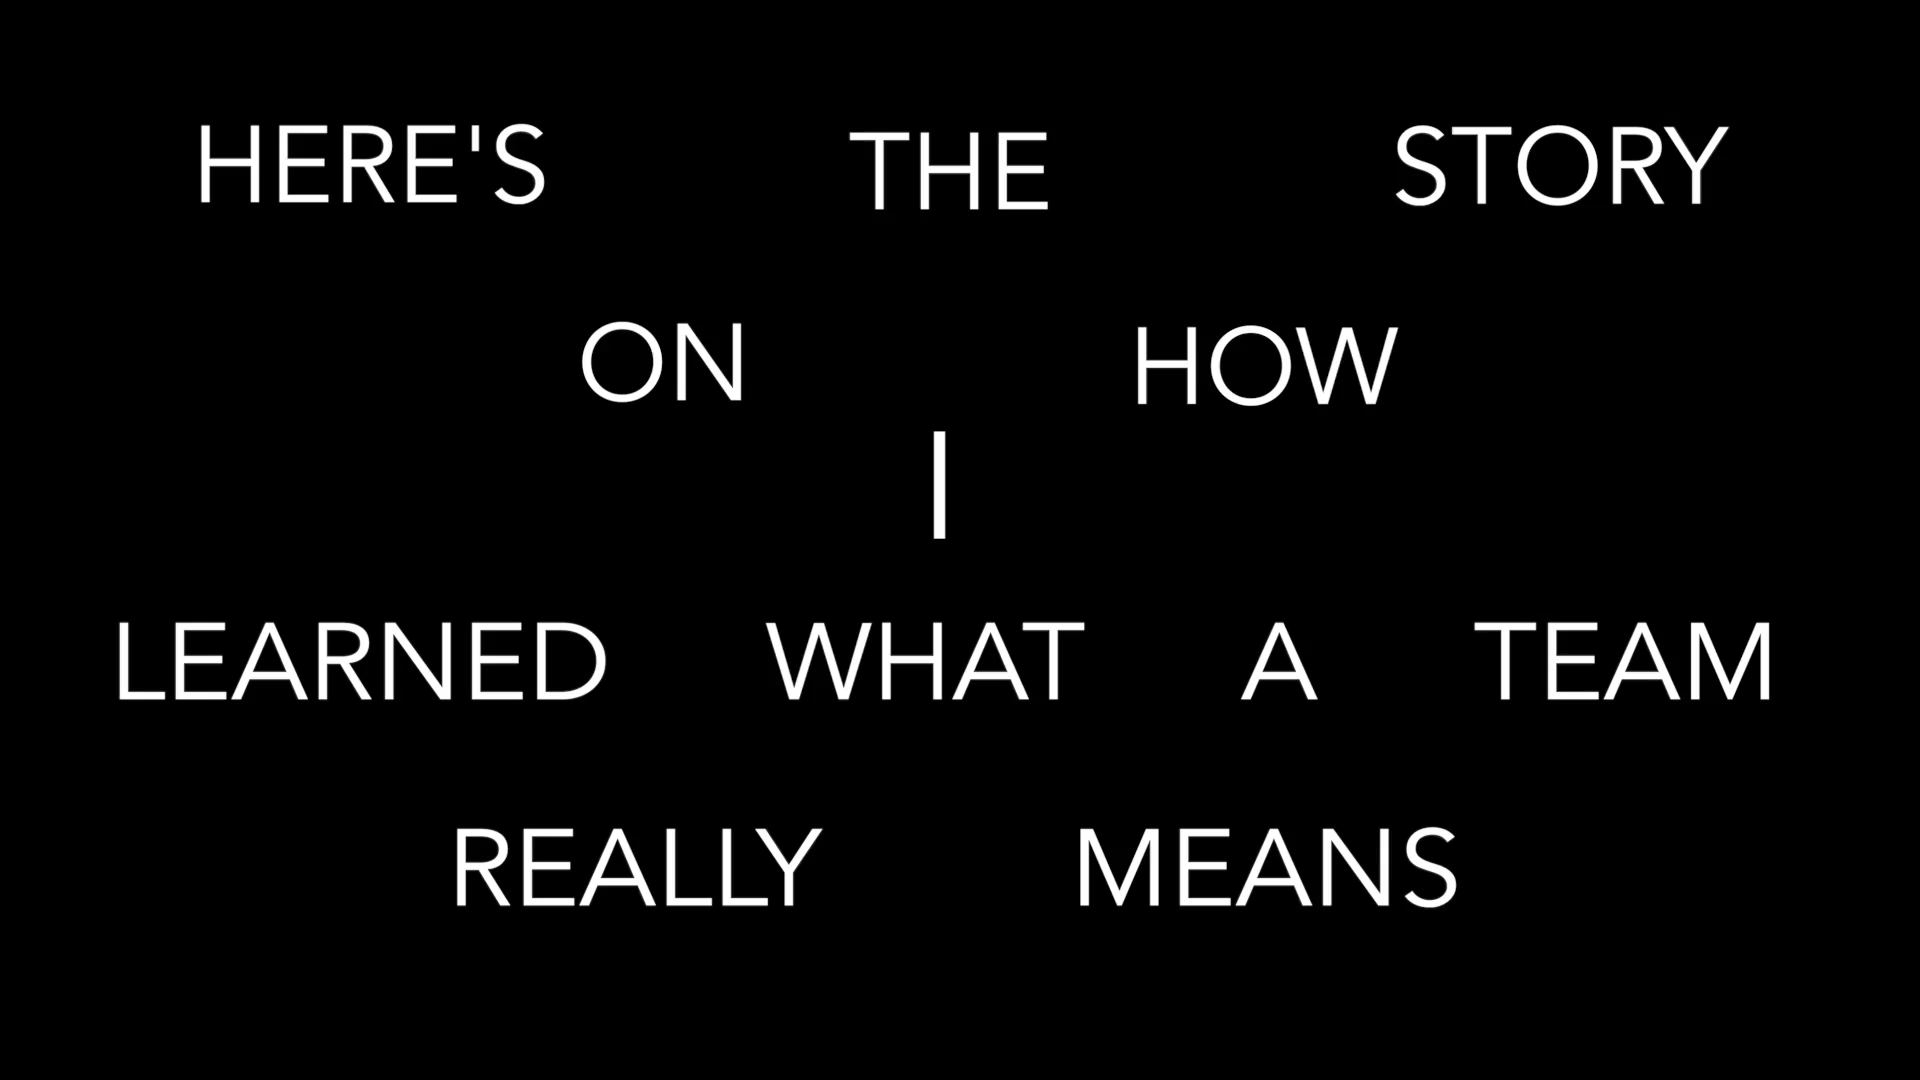 HERE'S THE STORY
ON HOW
I
LEARNED WHAT A TEAM
REALLY MEANS